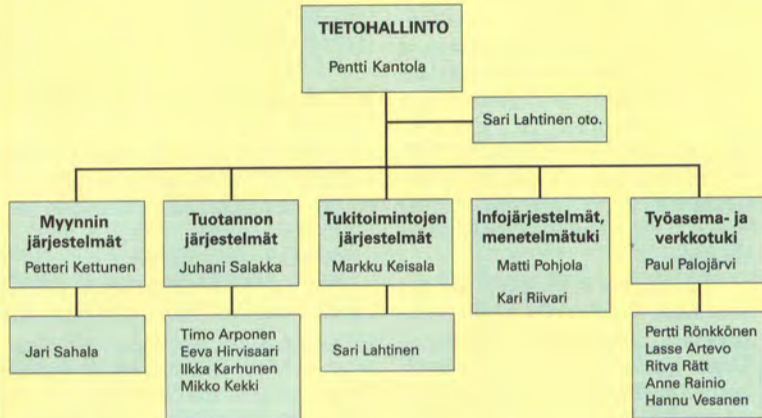 TIETOHALLINTO
Pentti Kantola
Sari Lahtinen oto.
Myynnin
järjestelmät
Petteri Kettunen
Jari Sahala
Tuotannon
järjestelmät
Juhani Salakka
Timo Arponen
Eeva Hirvisaari
Ilkka Karhunen
Mikko Kekki
Tukitoimintojen
järjestelmät
Markku Keisala
Sari Lahtinen
Infojärjestelmät,
menetelmätuki
Matti Pohjola
Kari Riivari
Työasema- ja
verkkotuki
Paul Palojärvi
Pertti Rönkkönen
Lasse Artevo
Ritva Rätt
Anne Rainio
Hannu Vesanen